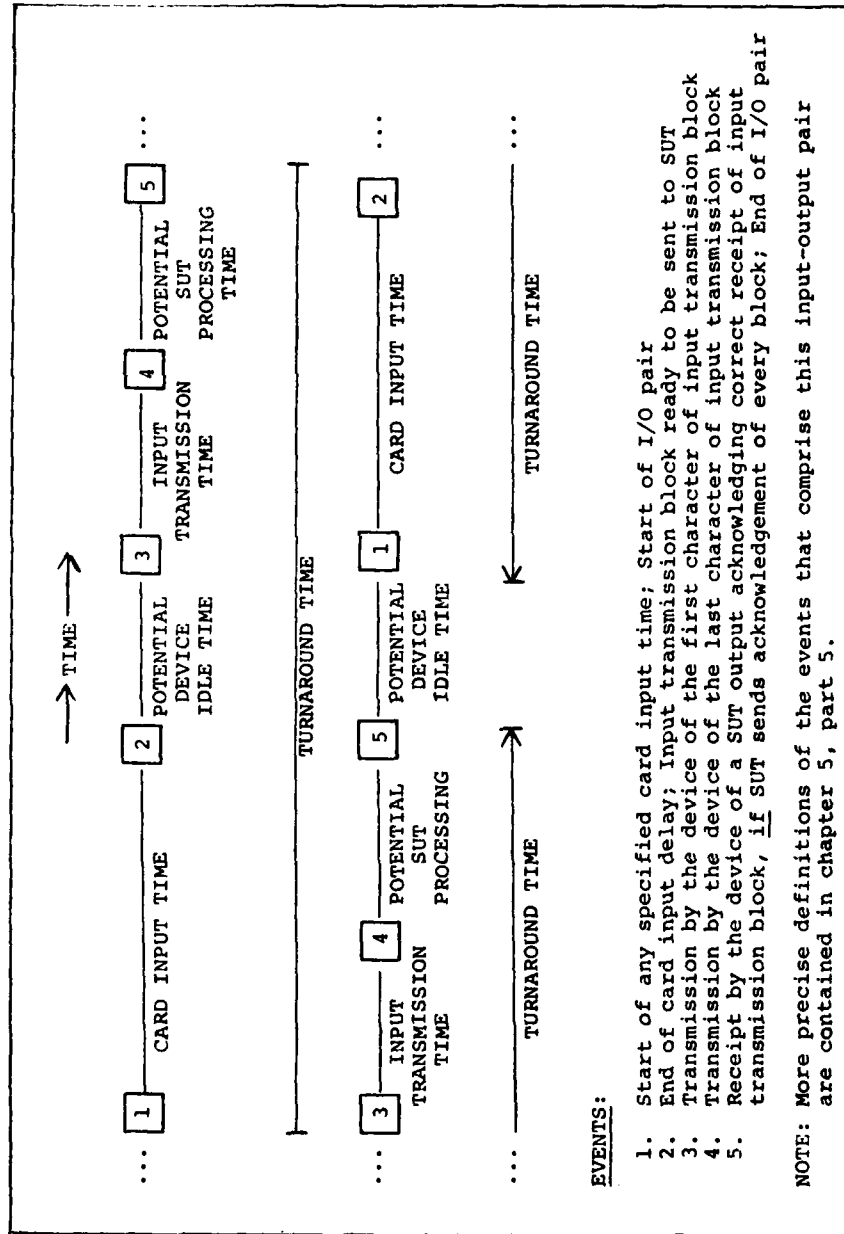 TIME
... 1 2 3 4 5 ...
CARD INPUT TIME
POTENTIAL
DEVICE
IDLE TIME
INPUT
TRANSMISSION
TIME
POTENTIAL
SUT
PROCESSING
TIME
TURNAROUND TIME
... 3 4 5 1 2 ...
INPUT
TRANSMISSION
TIME
POTENTIAL
SUT
PROCESSING
POTENTIAL
DEVICE
IDLE TIME
CARD INPUT TIME
... TURNAROUND TIME TURNAROUND TIME ...
EVENTS:
1. Start of any specified card input time; Start of I/O pair
2. End of card input delay; Input transmission block ready to be sent to SUT
3. Transmission by the device of the first character of input transmission block
4. Transmission by the device of the last character of input transmission block
5. Receipt by the device of a SUT output acknowledging correct receipt of input
transmission block, if SUT sends acknowledgement of every block; End of I/O pair
NOTE: More precise definitions of the events that comprise this input-output pair
are contained in chapter 5, part 5.